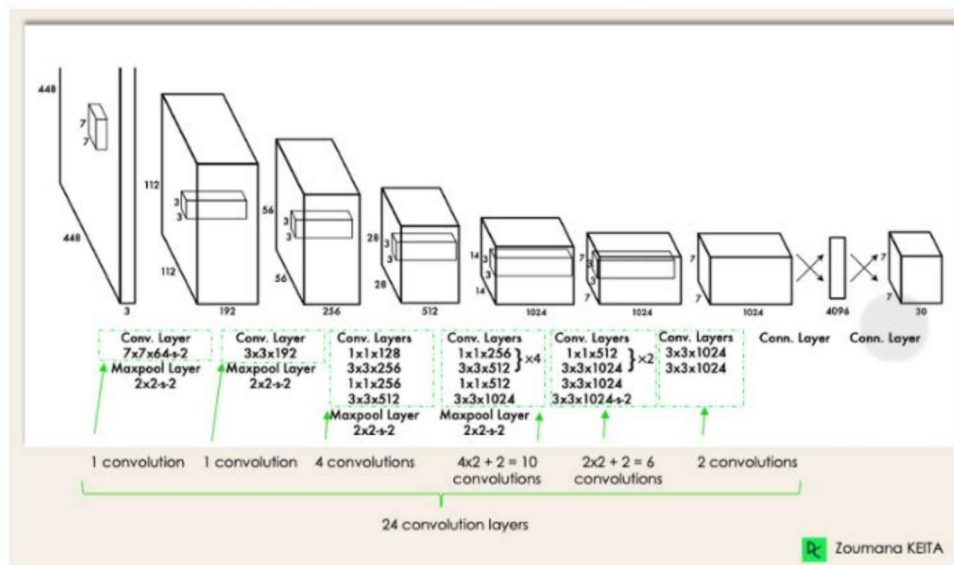 448
7
7
448
3
112
3
3
112
192
56
3
3
56
256
28
3
3
28
512
14
3
3
14
1024
7
3
3
7
1024
7
7
1024
4096
7
7
30
Conv. Layer
7x7x64-s-2
Maxpool Layer
2x2-s-2
Conv. Layer
3x3x192
Maxpool Layer
2x2-s-2
Conv. Layers
1x1x128
3x3x256
1x1x256
3x3x512
Maxpool Layer
2x2-s-2
Conv. Layers
1x1x256
3x3x512 } ×4
1x1x512
3x3x1024
Maxpool Layer
2x2-s-2
Conv. Layers
1x1x512
3x3x1024 } ×2
3x3x1024
3x3x1024-s-2
Conv. Layers
3x3x1024
3x3x1024
Conn. Layer
Conn. Layer
1 convolution
1 convolution
4 convolutions
4x2 + 2 = 10
convolutions
2x2 + 2 = 6
convolutions
2 convolutions
24 convolution layers
Zoumana KEITA